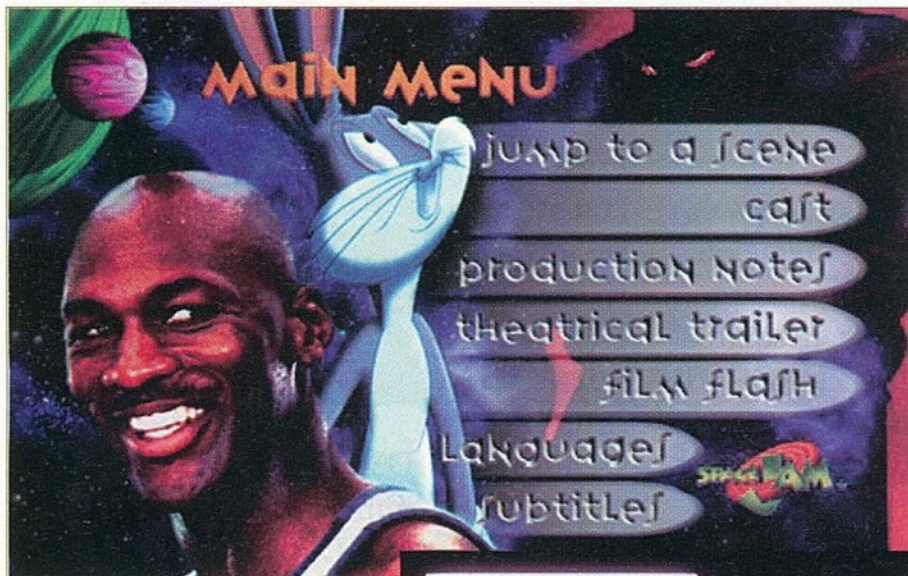 MaiN MeNU
jump to a sceNe
cast
productioN Notes
tHeatricaL traiLer
fiLM fLasH
LaNguages
subtitLes
SPACE JAM